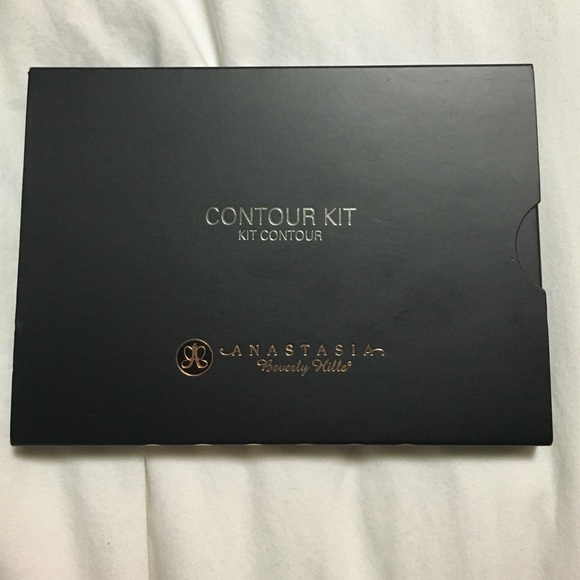 CONTOUR KIT
KIT CONTOUR
ANASTASIA
Beverly Hills®